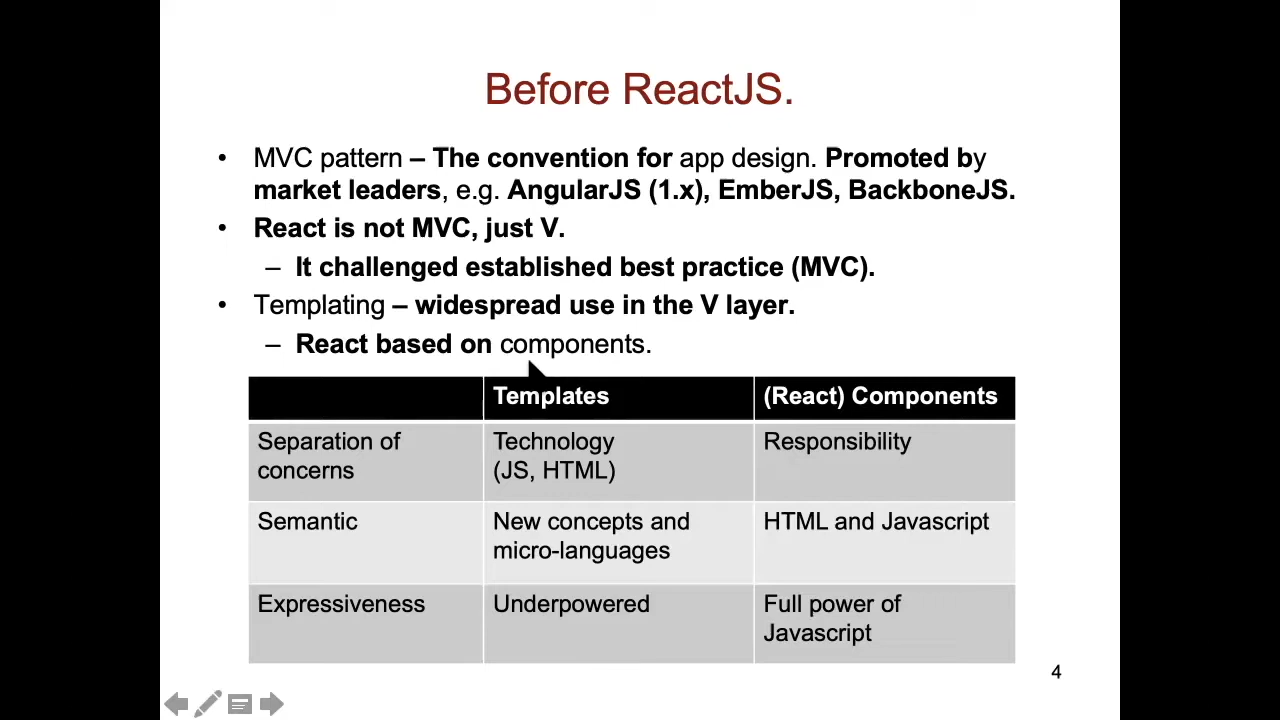 Before ReactJS.
• MVC pattern – The convention for app design. Promoted by
market leaders, e.g. AngularJS (1.x), EmberJS, BackboneJS.
• React is not MVC, just V.
– It challenged established best practice (MVC).
• Templating – widespread use in the V layer.
– React based on components.
Templates (React) Components
Separation of Technology Responsibility
concerns (JS, HTML)
Semantic New concepts and HTML and Javascript
micro-languages
Expressiveness Underpowered Full power of
Javascript
4